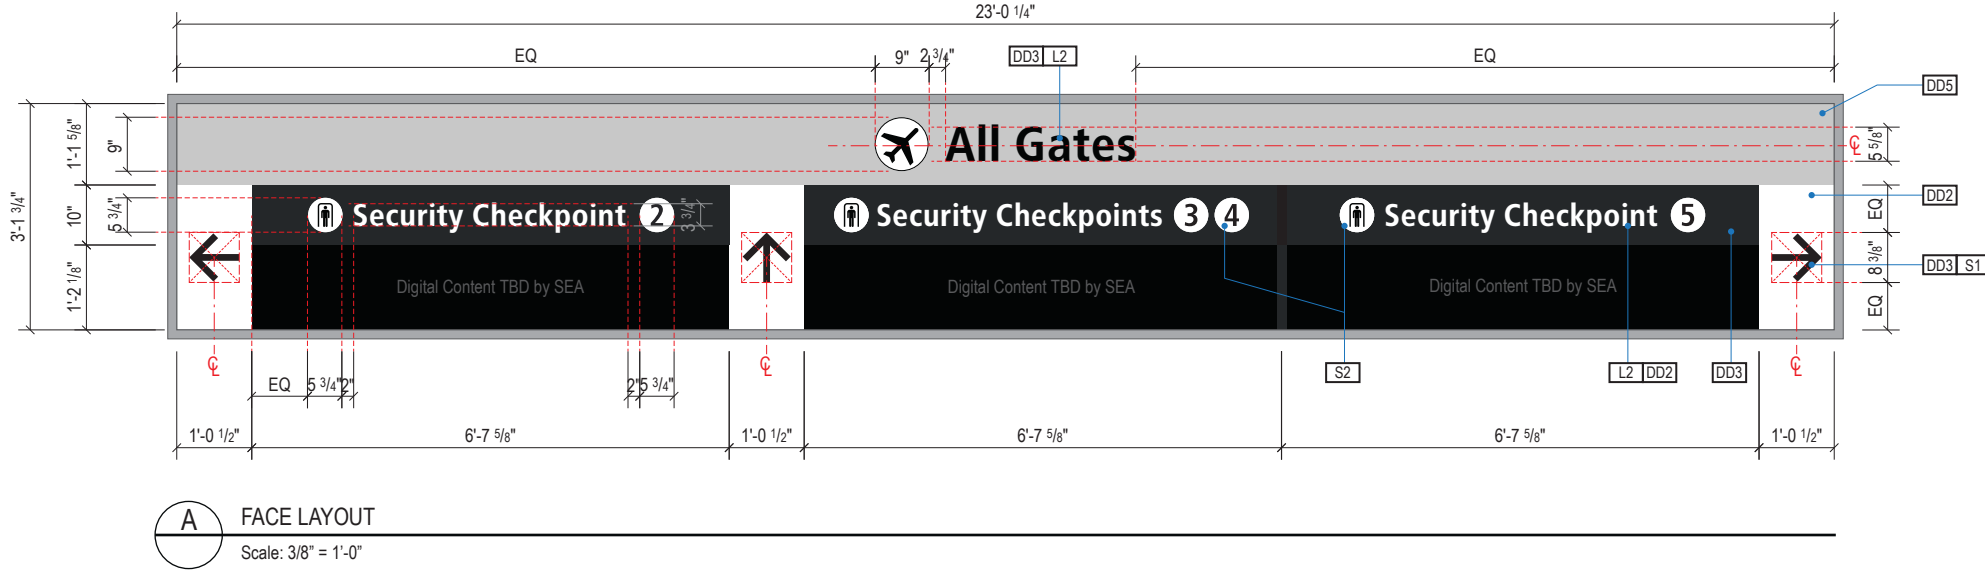 23'-0 1/4"
EQ
9"
2 3/4"
DD3 L2
EQ
DD5
3'-1 3/4"
1'-1 5/8"
9"
All Gates
℄
5 5/8"
10"
5 3/4"
Security Checkpoint 2
3 3/4"
Security Checkpoints 3 4
Security Checkpoint 5
EQ
DD2
1'-2 1/8"
Digital Content TBD by SEA
Digital Content TBD by SEA
Digital Content TBD by SEA
8 3/8"
DD3 S1
EQ
℄
EQ
5 3/4"
2"
2"
5 3/4"
℄
S2
L2 DD2
DD3
℄
1'-0 1/2"
6'-7 5/8"
1'-0 1/2"
6'-7 5/8"
6'-7 5/8"
1'-0 1/2"
A
FACE LAYOUT
Scale: 3/8” = 1’-0”